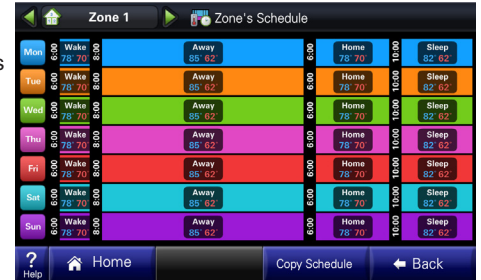 Zone 1 Zone's Schedule
s
Mon 6:00 Wake 78° 70° 8:00 Away 85° 62° 6:00 Home 78° 70° 10:00 Sleep 82° 62°
Tue 6:00 Wake 78° 70° 8:00 Away 85° 62° 6:00 Home 78° 70° 10:00 Sleep 82° 62°
Wed 6:00 Wake 78° 70° 8:00 Away 85° 62° 6:00 Home 78° 70° 10:00 Sleep 82° 62°
Thu 6:00 Wake 78° 70° 8:00 Away 85° 62° 6:00 Home 78° 70° 10:00 Sleep 82° 62°
Fri 6:00 Wake 78° 70° 8:00 Away 85° 62° 6:00 Home 78° 70° 10:00 Sleep 82° 62°
Sat 6:00 Wake 78° 70° 8:00 Away 85° 62° 6:00 Home 78° 70° 10:00 Sleep 82° 62°
Sun 6:00 Wake 78° 70° 8:00 Away 85° 62° 6:00 Home 78° 70° 10:00 Sleep 82° 62°
? Help Home Copy Schedule Back